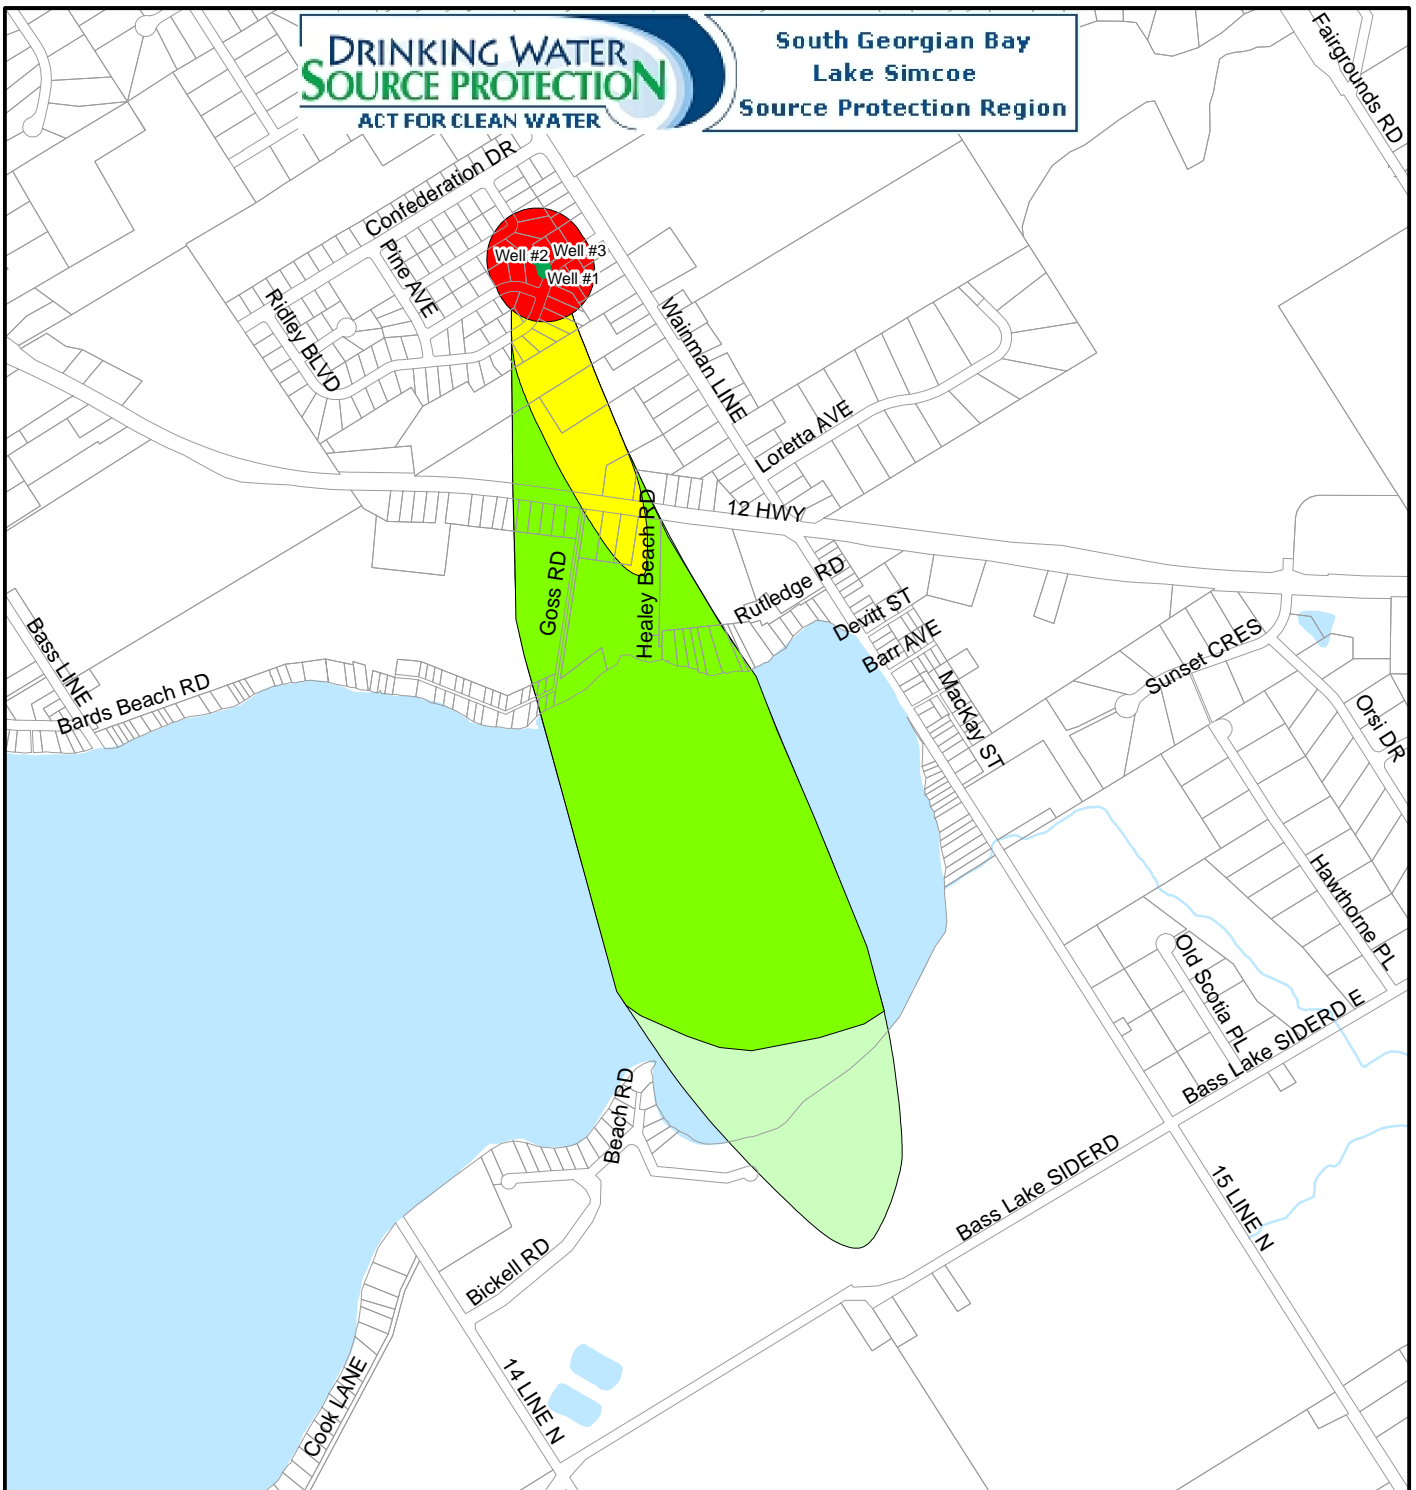 DRINKING WATER
SOURCE PROTECTION
ACT FOR CLEAN WATER
South Georgian Bay
Lake Simcoe
Source Protection Region
Fairgrounds RD
Confederation DR
Pine AVE
Ridley BLVD
Well #2
Well #3
Well #1
Wainman LINE
Loretta AVE
12 HWY
Healey Beach RD
Goss RD
Rutledge RD
Devitt ST
Barr AVE
MacKay ST
Sunset CRES
Orsi DR
Bass LINE
Bards Beach RD
Hawthorne PL
Old Scotia PL
Bass Lake SIDERD E
Beach RD
Bass Lake SIDERD
15 LINE N
Bickell RD
14 LINE N
Cook LANE